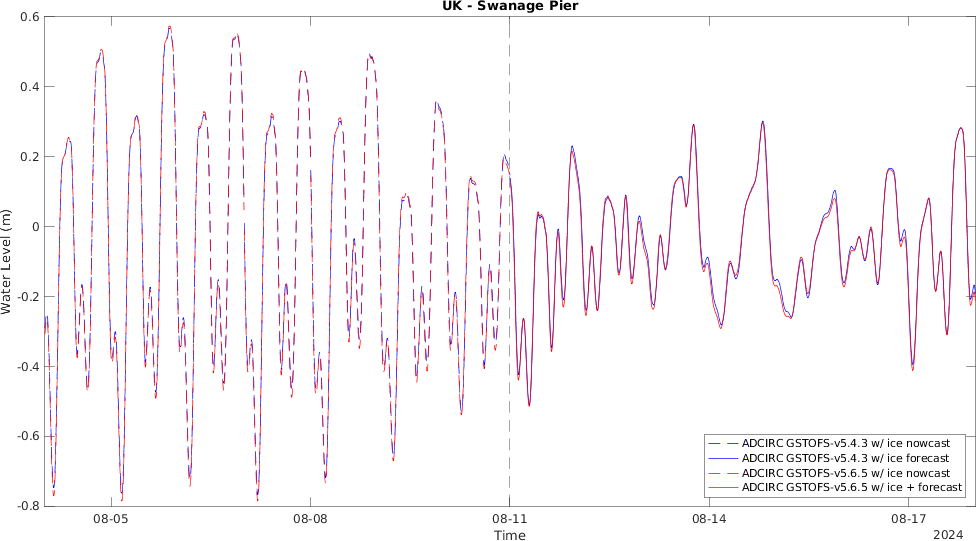 UK - Swanage Pier
0.6
0.4
0.2
0
-0.2
-0.4
-0.6
-0.8
Water Level (m)
08-05
08-08
08-11
08-14
08-17
Time
2024
ADCIRC GSTOFS-v5.4.3 w/ ice nowcast
ADCIRC GSTOFS-v5.4.3 w/ ice forecast
ADCIRC GSTOFS-v5.6.5 w/ ice nowcast
ADCIRC GSTOFS-v5.6.5 w/ ice + forecast